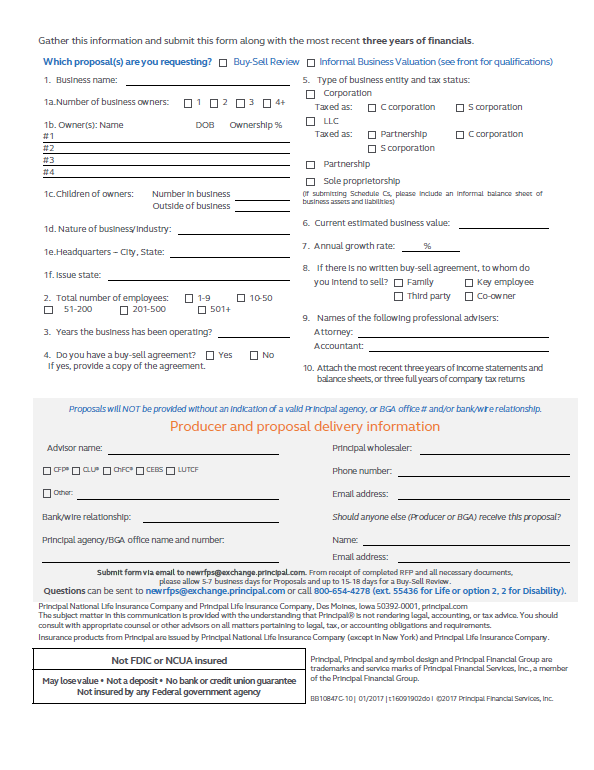 Gather this information and submit this form along with the most recent three years of financials.
Which proposal(s) are you requesting? Buy-Sell Review Informal Business Valuation (see front for qualifications)
1. Business name:
1a.Number of business owners: 1 2 3 4+
1b. Owner(s): Name DOB Ownership %
#1
#2
#3
#4
1c.Children of owners: Number in business
Outside of business
1d. Nature of business/industry:
1e.Headquarters – City, State:
1f. Issue state:
2. Total number of employees: 1-9 10-50
51-200 201-500 501+
3. Years the business has been operating?
4. Do you have a buy-sell agreement? Yes No
If yes, provide a copy of the agreement.
5. Type of business entity and tax status:
Corporation
Taxed as: C corporation S corporation
LLC
Taxed as: Partnership C corporation
S corporation
Partnership
Sole proprietorship
(If submitting Schedule Cs, please include an informal balance sheet of
business assets and liabilities)
6. Current estimated business value:
7. Annual growth rate: %
8. If there is no written buy-sell agreement, to whom do
you intend to sell? Family Key employee
Third party Co-owner
9. Names of the following professional advisers:
Attorney:
Accountant:
10. Attach the most recent three years of income statements and
balance sheets, or three full years of company tax returns
Proposals will NOT be provided without an indication of a valid Principal agency, or BGA office # and/or bank/wire relationship.
Producer and proposal delivery information
Advisor name:
CFP® CLU® ChFC® CEBS LUTCF
Other:
Bank/wire relationship:
Principal agency/BGA office name and number:
Principal wholesaler:
Phone number:
Email address:
Should anyone else (Producer or BGA) receive this proposal?
Name:
Email address:
Submit form via email to newrfps@exchange.principal.com. From receipt of completed RFP and all necessary documents,
please allow 5-7 business days for Proposals and up to 15-18 days for a Buy-Sell Review.
Questions can be sent to newrfps@exchange.principal.com or call 800-654-4278 (ext. 55436 for Life or option 2, 2 for Disability).
Principal National Life Insurance Company and Principal Life Insurance Company, Des Moines, Iowa 50392-0001, principal.com
The subject matter in this communication is provided with the understanding that Principal® is not rendering legal, accounting, or tax advice. You should
consult with appropriate counsel or other advisors on all matters pertaining to legal, tax, or accounting obligations and requirements.
Insurance products from Principal are issued by Principal National Life Insurance Company (except in New York) and Principal Life Insurance Company.
Not FDIC or NCUA insured
May lose value • Not a deposit • No bank or credit union guarantee
Not insured by any Federal government agency
Principal, Principal and symbol design and Principal Financial Group are
trademarks and service marks of Principal Financial Services, Inc., a member
of the Principal Financial Group.
BB10847C-10 | 01/2017 | t16091902do | ©2017 Principal Financial Services, Inc.